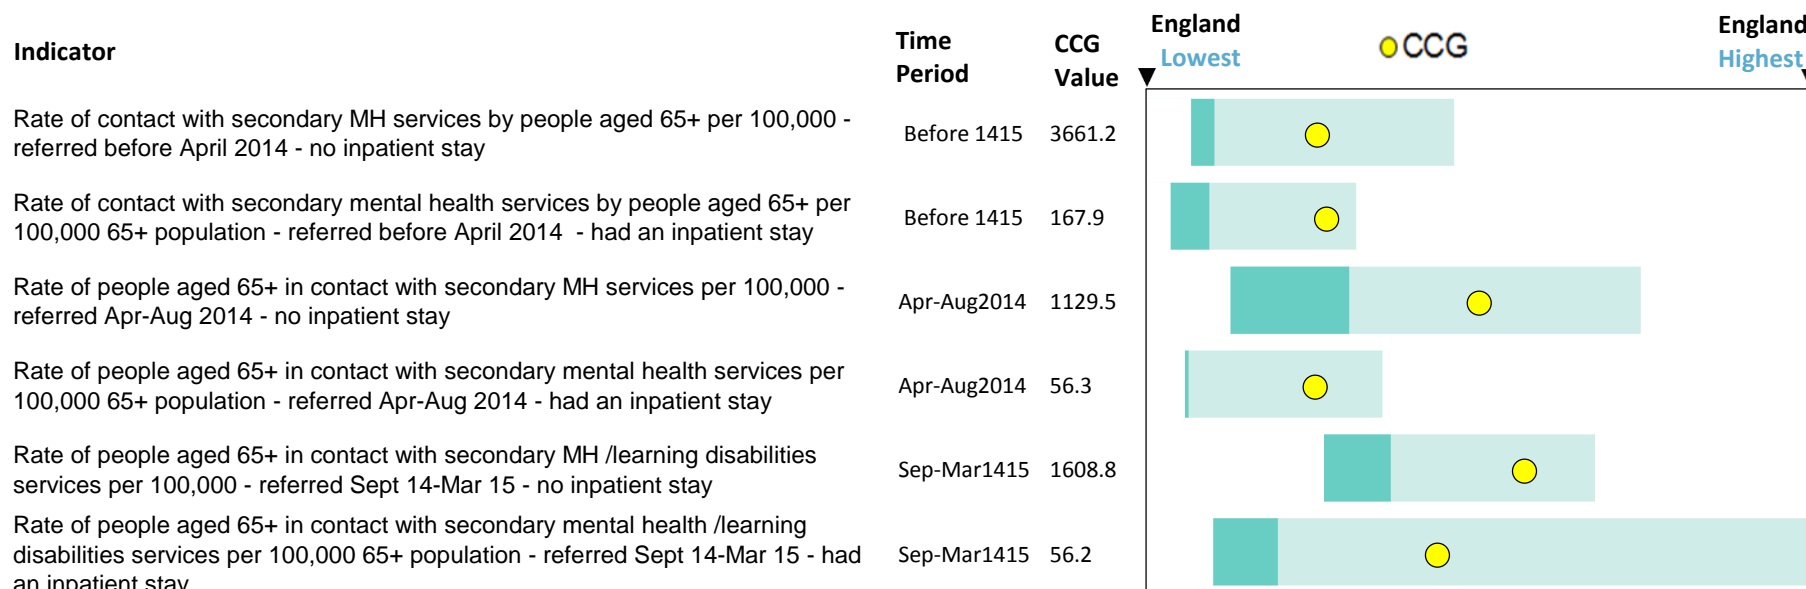 Indicator
Time Period
CCG Value
England Lowest
CCG
England Highest
Rate of contact with secondary MH services by people aged 65+ per 100,000 -
referred before April 2014 - no inpatient stay
Before 1415 3661.2
Rate of contact with secondary mental health services by people aged 65+ per
100,000 65+ population - referred before April 2014 - had an inpatient stay
Before 1415 167.9
Rate of people aged 65+ in contact with secondary MH services per 100,000 -
referred Apr-Aug 2014 - no inpatient stay
Apr-Aug2014 1129.5
Rate of people aged 65+ in contact with secondary mental health services per
100,000 65+ population - referred Apr-Aug 2014 - had an inpatient stay
Apr-Aug2014 56.3
Rate of people aged 65+ in contact with secondary MH /learning disabilities
services per 100,000 - referred Sept 14-Mar 15 - no inpatient stay
Sep-Mar1415 1608.8
Rate of people aged 65+ in contact with secondary mental health /learning
disabilities services per 100,000 65+ population - referred Sept 14-Mar 15 - had
an inpatient stay
Sep-Mar1415 56.2